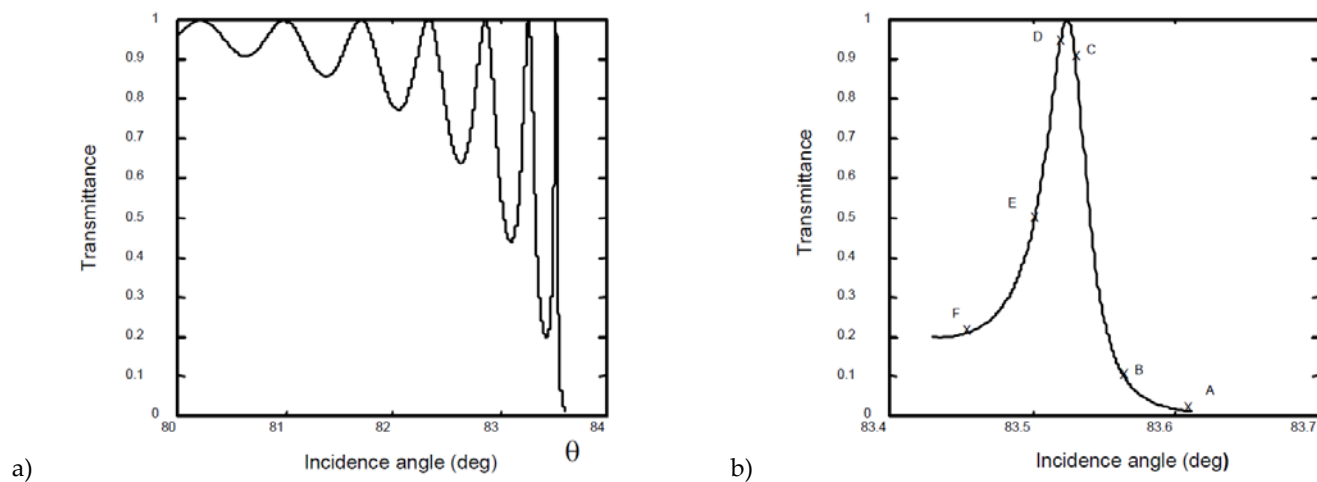 a)
Transmittance
1
0.9
0.8
0.7
0.6
0.5
0.4
0.3
0.2
0.1
0
80
81
82
83
84
θ
Incidence angle (deg)
b)
Transmittance
1
0.9
0.8
0.7
0.6
0.5
0.4
0.3
0.2
0.1
0
D
C
E
F
B
A
83.4
83.5
83.6
83.7
Incidence angle (deg)